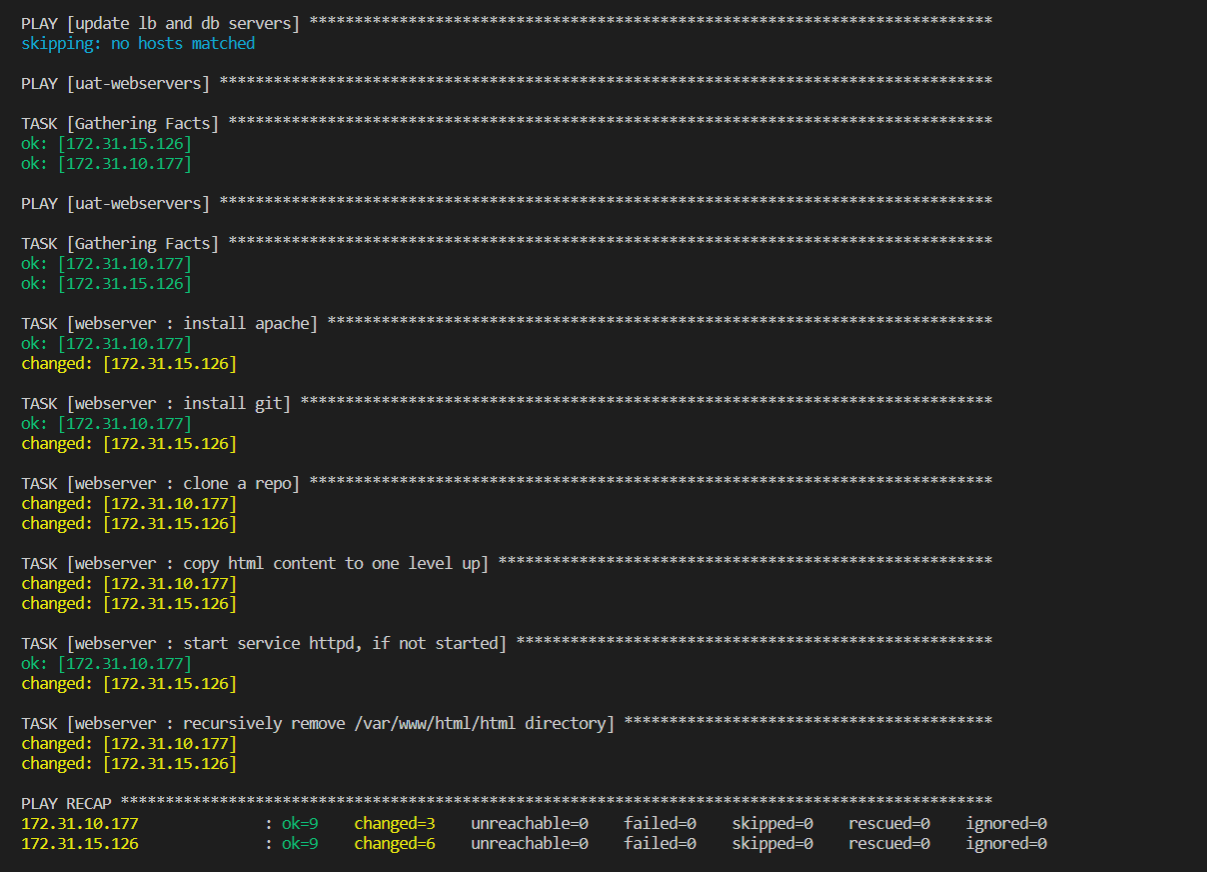 PLAY [update lb and db servers] ****************************************************************************
skipping: no hosts matched
PLAY [uat-webservers] **************************************************************************************
TASK [Gathering Facts] *************************************************************************************
ok: [172.31.15.126]
ok: [172.31.10.177]
PLAY [uat-webservers] **************************************************************************************
TASK [Gathering Facts] *************************************************************************************
ok: [172.31.10.177]
ok: [172.31.15.126]
TASK [webserver : install apache] **************************************************************************
ok: [172.31.10.177]
changed: [172.31.15.126]
TASK [webserver : install git] *****************************************************************************
ok: [172.31.10.177]
changed: [172.31.15.126]
TASK [webserver : clone a repo] ****************************************************************************
changed: [172.31.10.177]
changed: [172.31.15.126]
TASK [webserver : copy html content to one level up] *******************************************************
changed: [172.31.10.177]
changed: [172.31.15.126]
TASK [webserver : start service httpd, if not started] *****************************************************
ok: [172.31.10.177]
changed: [172.31.15.126]
TASK [webserver : recursively remove /var/www/html/html directory] *****************************************
changed: [172.31.10.177]
changed: [172.31.15.126]
PLAY RECAP *************************************************************************************************
172.31.10.177              : ok=9    changed=3    unreachable=0    failed=0    skipped=0    rescued=0    ignored=0
172.31.15.126              : ok=9    changed=6    unreachable=0    failed=0    skipped=0    rescued=0    ignored=0